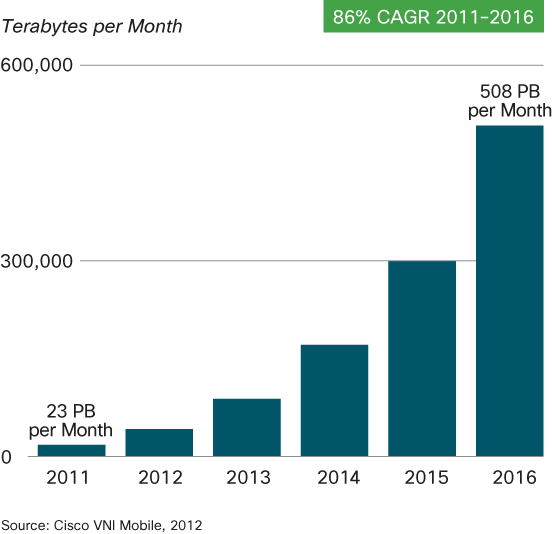 Terabytes per Month
86% CAGR 2011–2016
600,000
508 PB
per Month
300,000
23 PB
per Month
0
2011
2012
2013
2014
2015
2016
Source: Cisco VNI Mobile, 2012